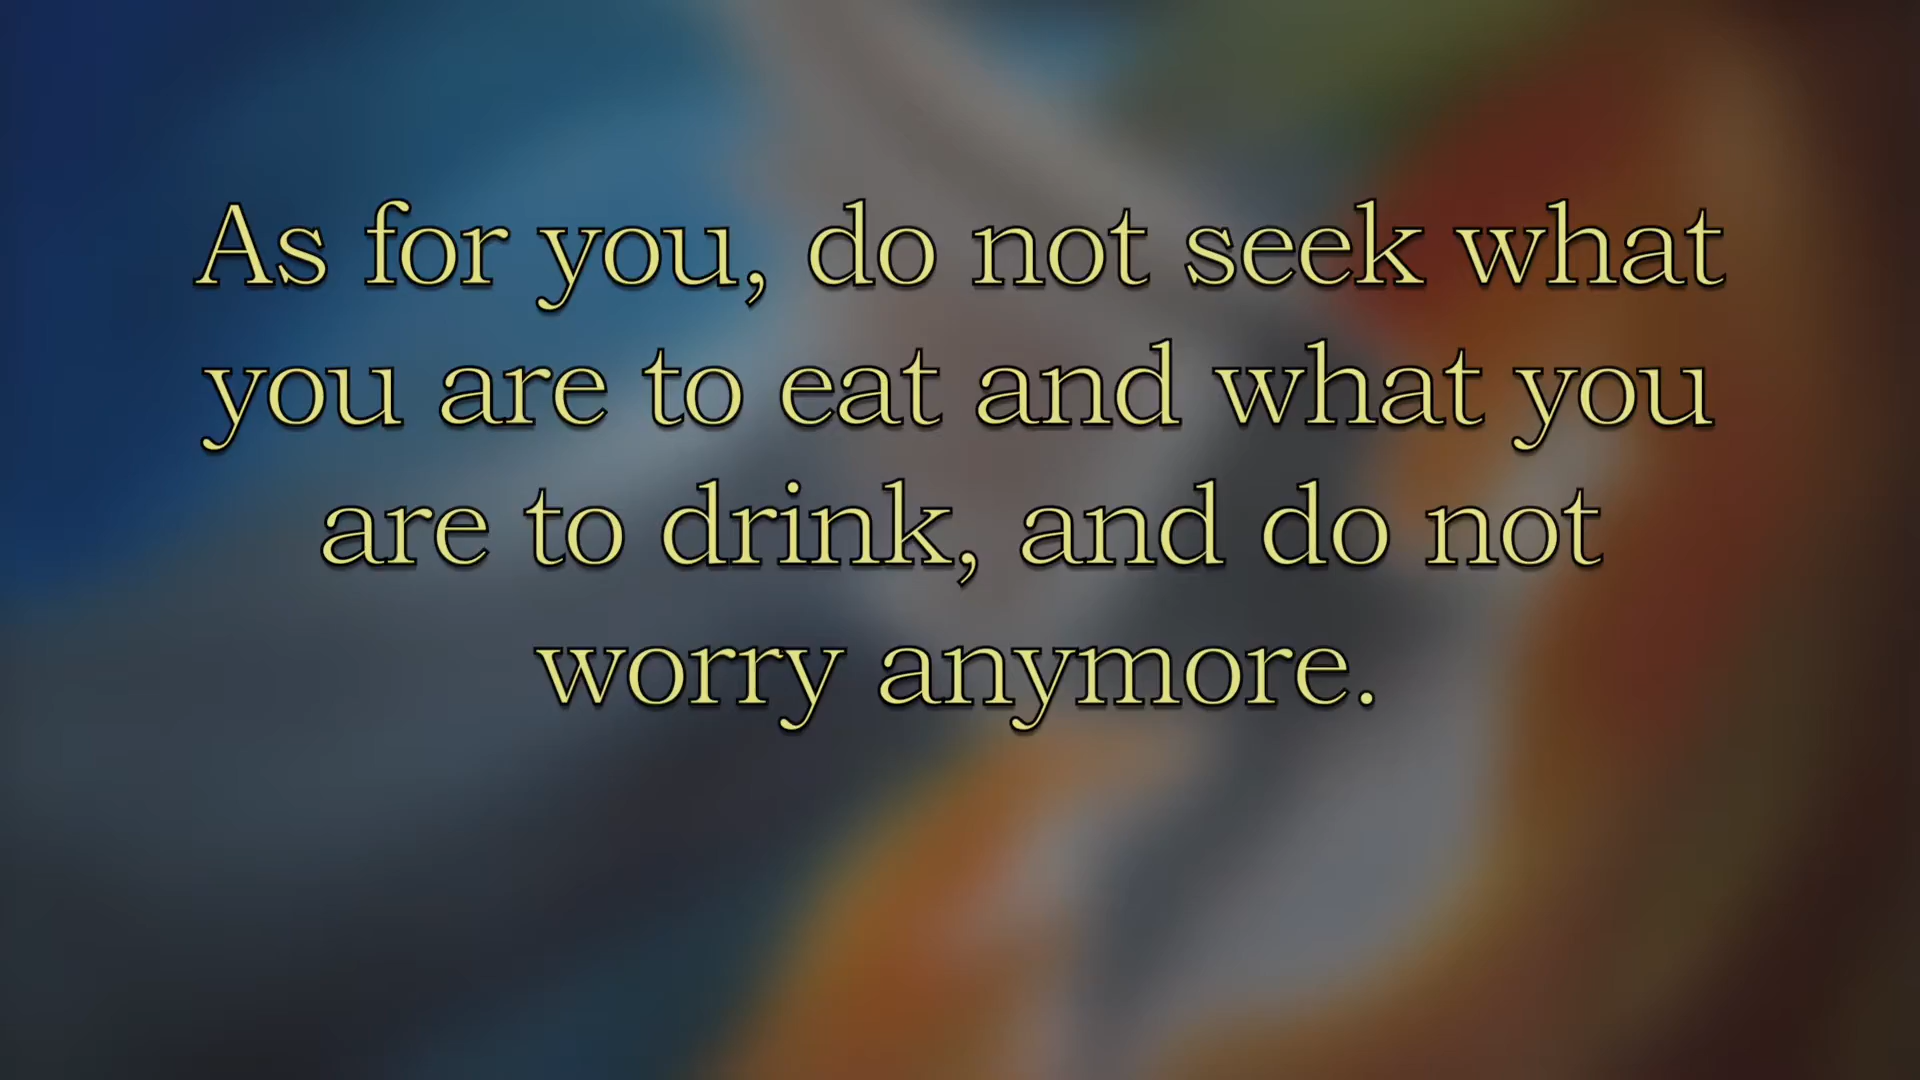 As for you, do not seek what
you are to eat and what you
are to drink, and do not
worry anymore.